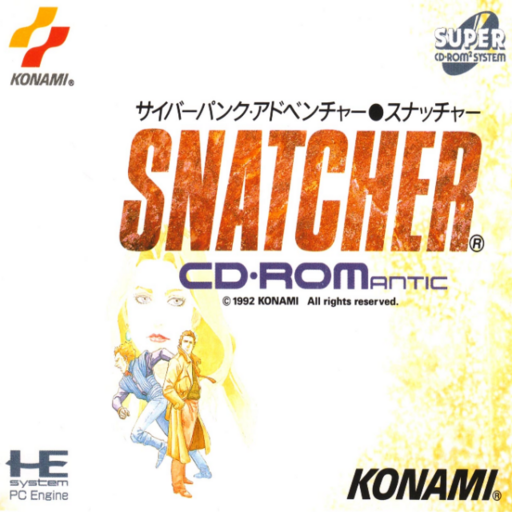 KONAMI®
SUPER
CD-ROM² SYSTEM
サイバーパンク・アドベンチャー●スナッチャー
SNATCHER®
CD・ROMANTIC
©1992 KONAMI All rights reserved.
HE
system
PC Engine
KONAMI®